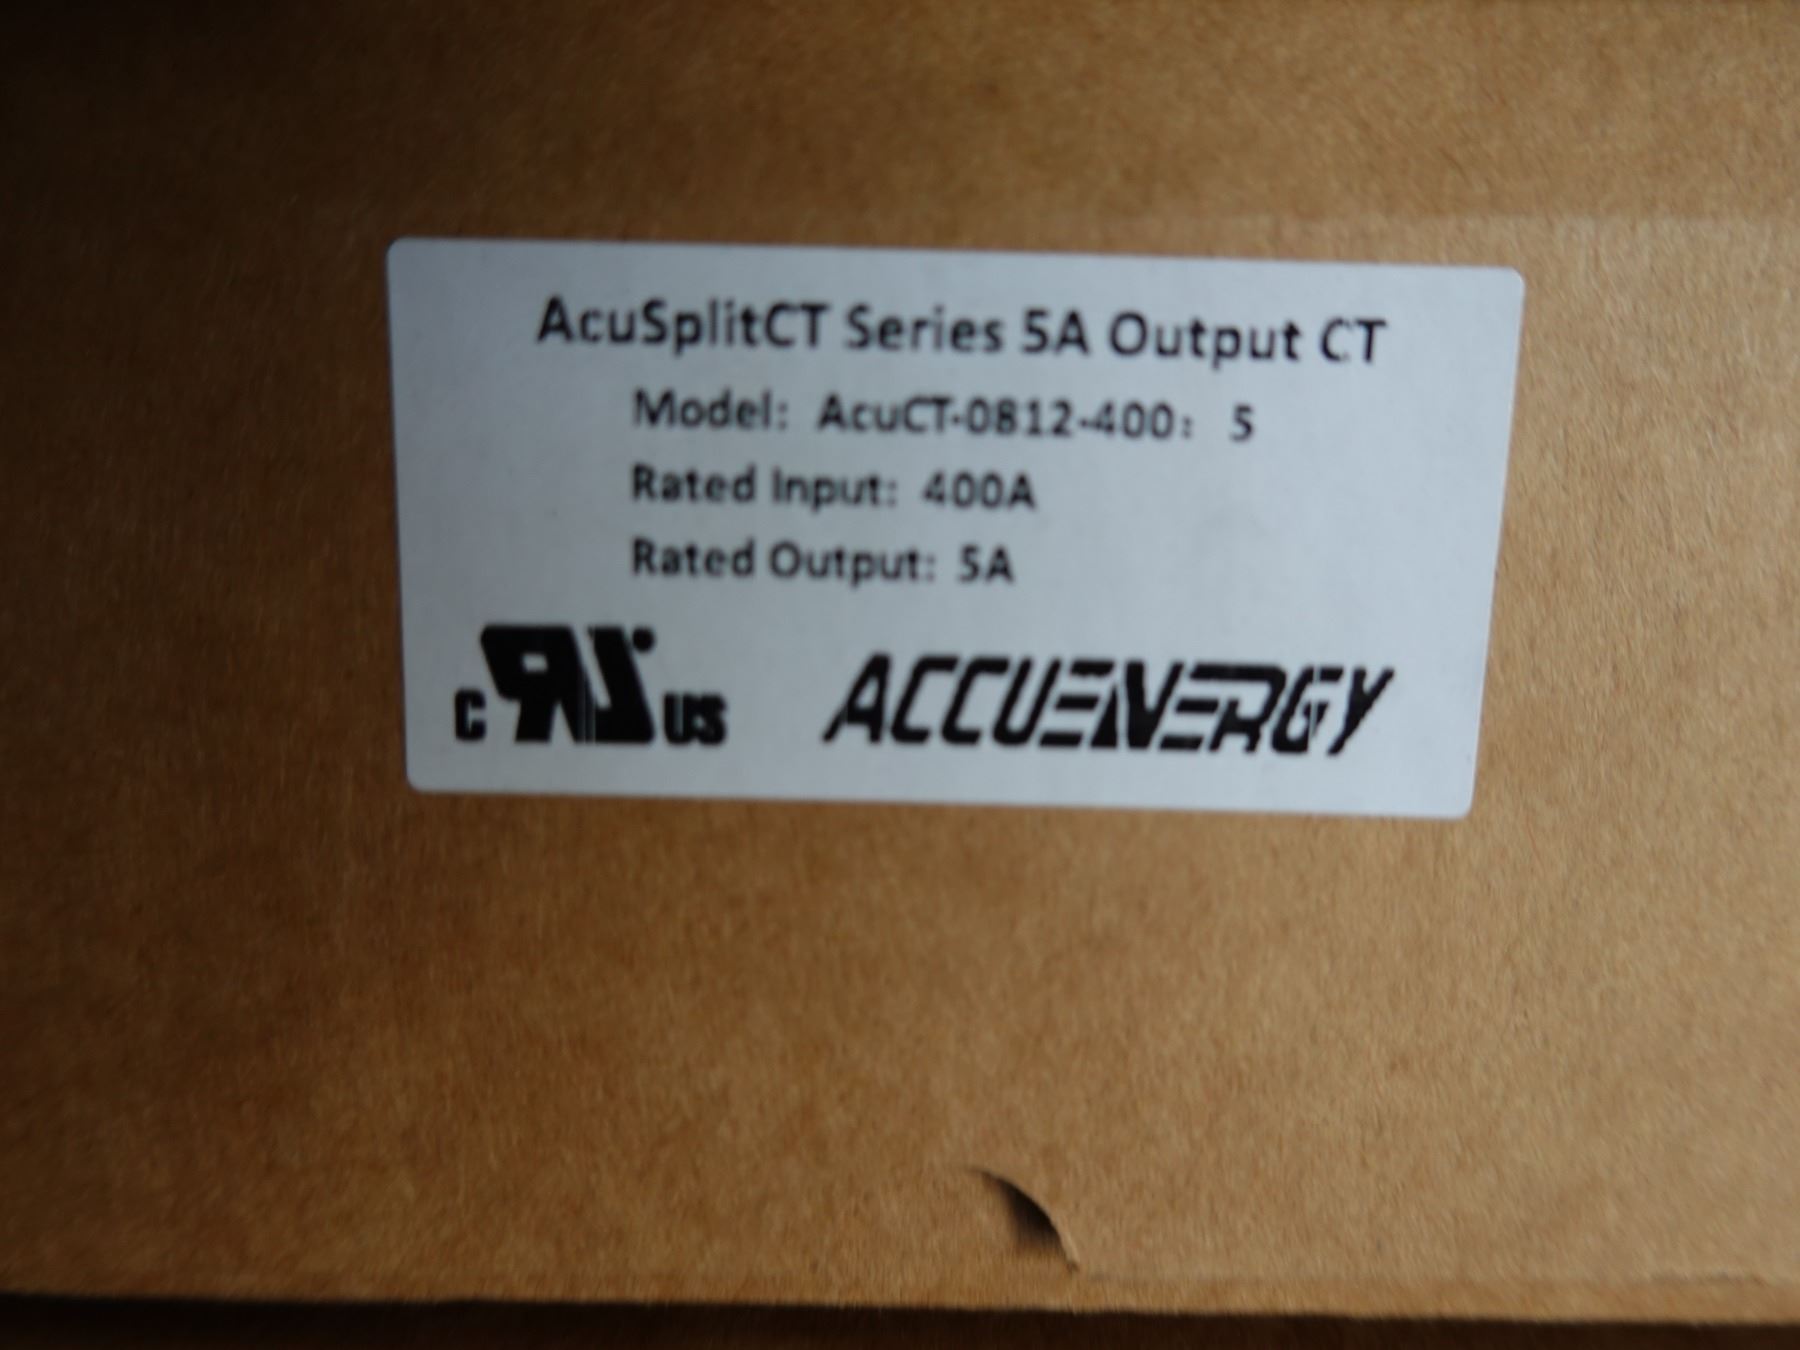 AcuSplitCT Series 5A Output CT
Model: AcuCT-0812-400: 5
Rated Input: 400A
Rated Output: 5A
C US ACCUENERGY